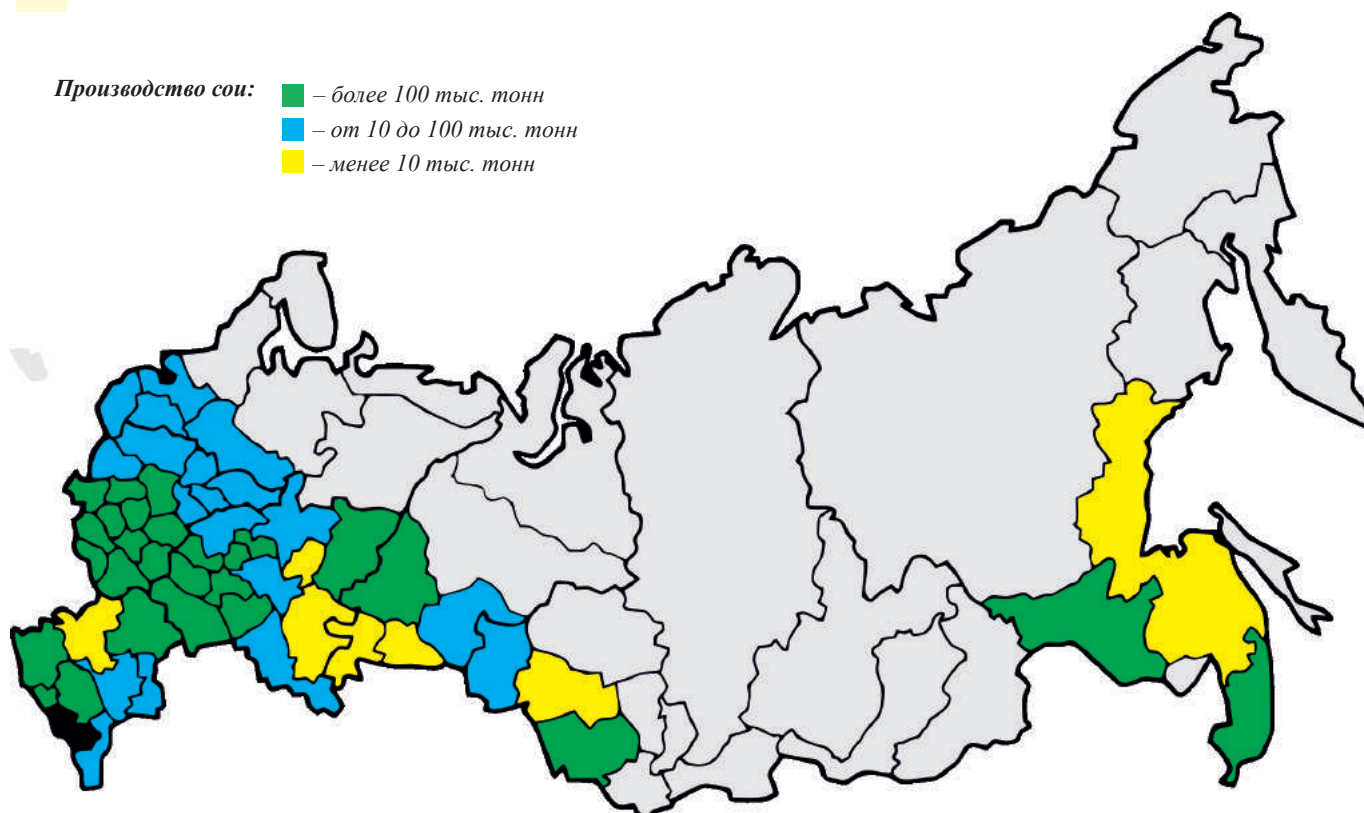 Производство сои:
– более 100 тыс. тонн
– от 10 до 100 тыс. тонн
– менее 10 тыс. тонн